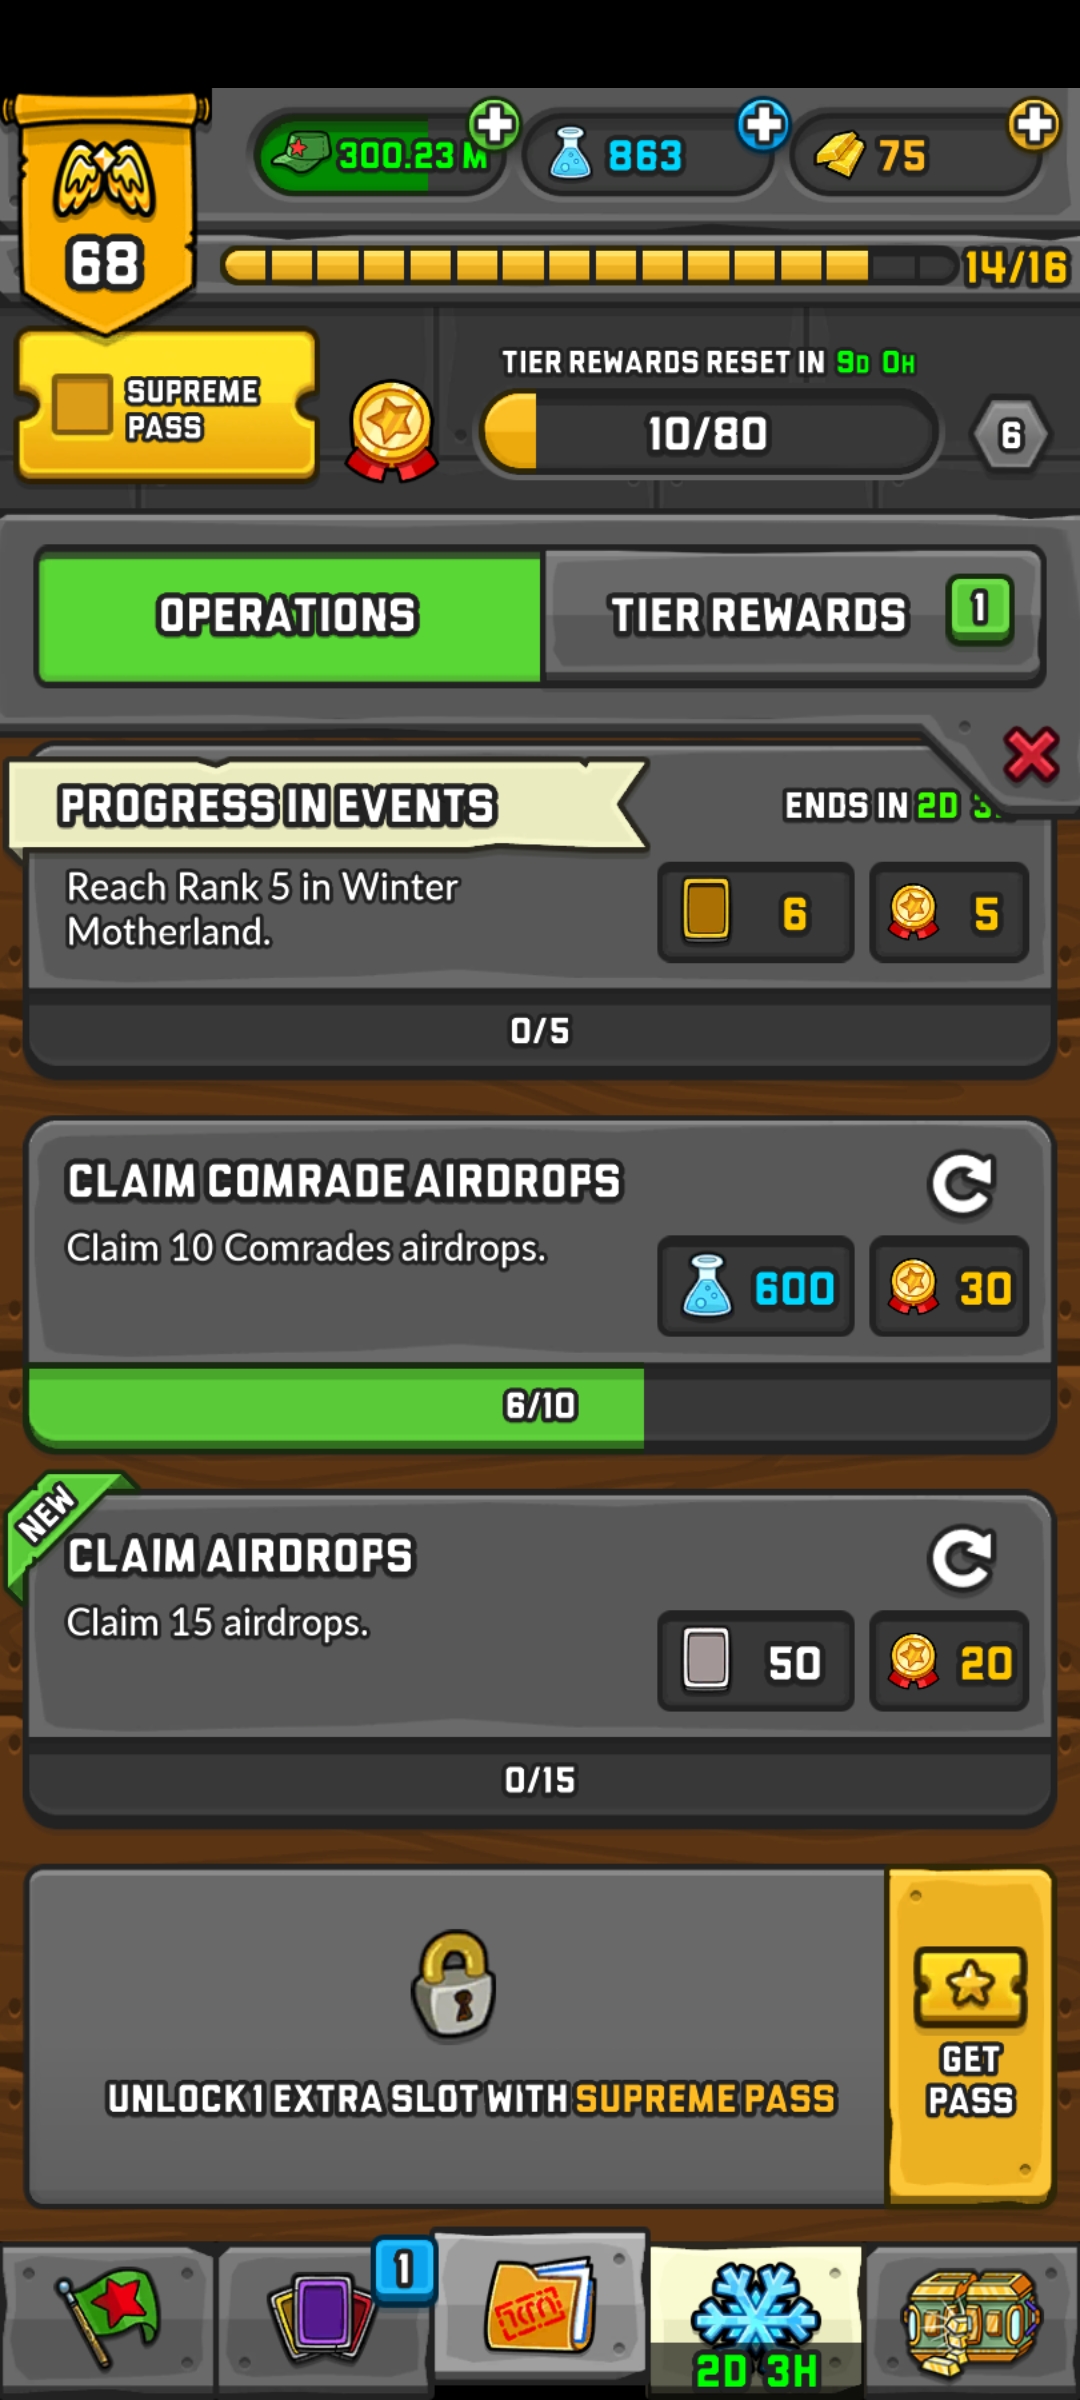 300.23 M
863
75
68
14/16
SUPREME
PASS
TIER REWARDS RESET IN 9D 0H
10/80
6
OPERATIONS
TIER REWARDS
1
PROGRESS IN EVENTS
ENDS IN 2D
Reach Rank 5 in Winter
Motherland.
6
5
0/5
CLAIM COMRADE AIRDROPS
Claim 10 Comrades airdrops.
600
30
6/10
NEW
CLAIM AIRDROPS
Claim 15 airdrops.
50
20
0/15
UNLOCK 1 EXTRA SLOT WITH SUPREME PASS
GET
PASS
1
2D 3H